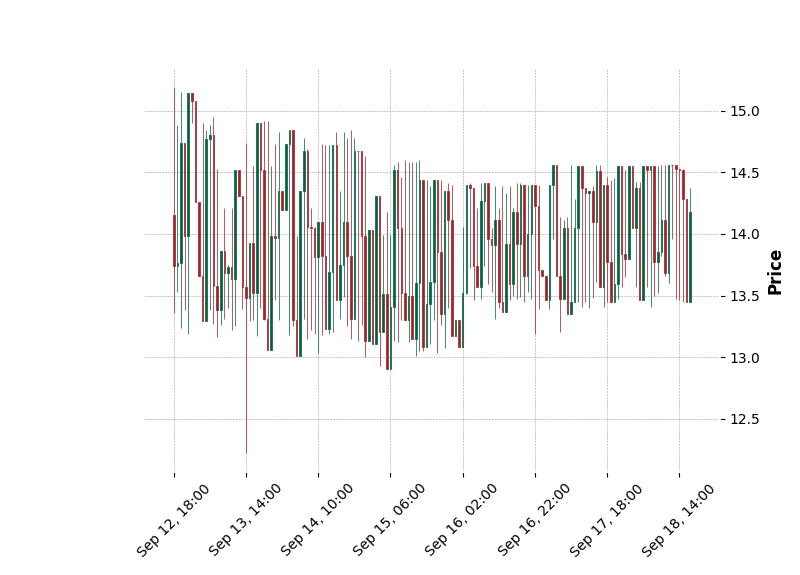 15.0
14.5
14.0
13.5
13.0
12.5
Price
Sep 12, 18:00
Sep 13, 14:00
Sep 14, 10:00
Sep 15, 06:00
Sep 16, 02:00
Sep 16, 22:00
Sep 17, 18:00
Sep 18, 14:00